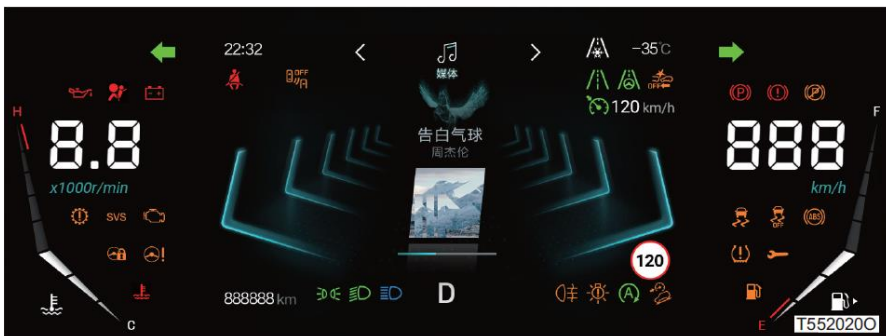 22:32
媒体
-35°C
OFF
OFF
120 km/h
H
F
8.8
告白气球
周杰伦
888
x1000r/min
km/h
SVS
OFF
ABS
120
888888 km
D
A
C
E
T552020O